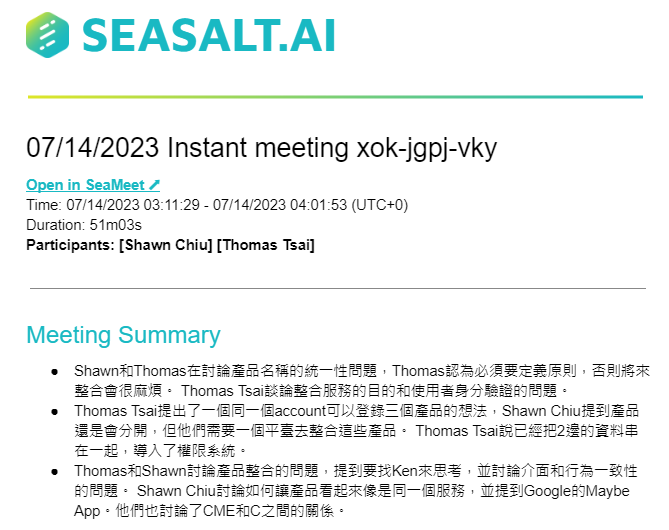 SEASALT.AI
07/14/2023 Instant meeting xok-jgpj-vky
Open in SeaMeet ⬈
Time: 07/14/2023 03:11:29 - 07/14/2023 04:01:53 (UTC+0)
Duration: 51m03s
Participants: [Shawn Chiu] [Thomas Tsai]
Meeting Summary
● Shawn和Thomas在討論產品名稱的統一性問題，Thomas認為必須要定義原則，否則將來
整合會很麻煩。 Thomas Tsai談論整合服務的目的和使用者身分驗證的問題。
● Thomas Tsai提出了一個同一個account可以登錄三個產品的想法，Shawn Chiu提到產品
還是會分開，但他們需要一個平臺去整合這些產品。 Thomas Tsai說已經把2邊的資料串
在一起，導入了權限系統。
● Thomas和Shawn討論產品整合的問題，提到要找Ken來思考，並討論介面和行為一致性
的問題。 Shawn Chiu討論如何讓產品看起來像是同一個服務，並提到Google的Maybe
App。他們也討論了CME和C之間的關係。